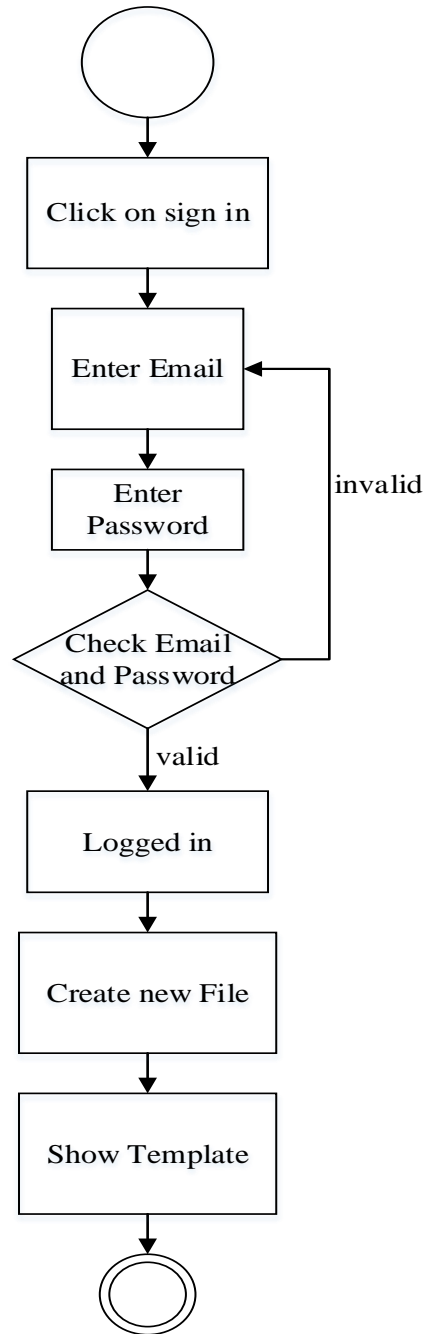 Click on sign in
Enter Email
invalid
Enter
Password
Check Email
and Password
valid
Logged in
Create new File
Show Template